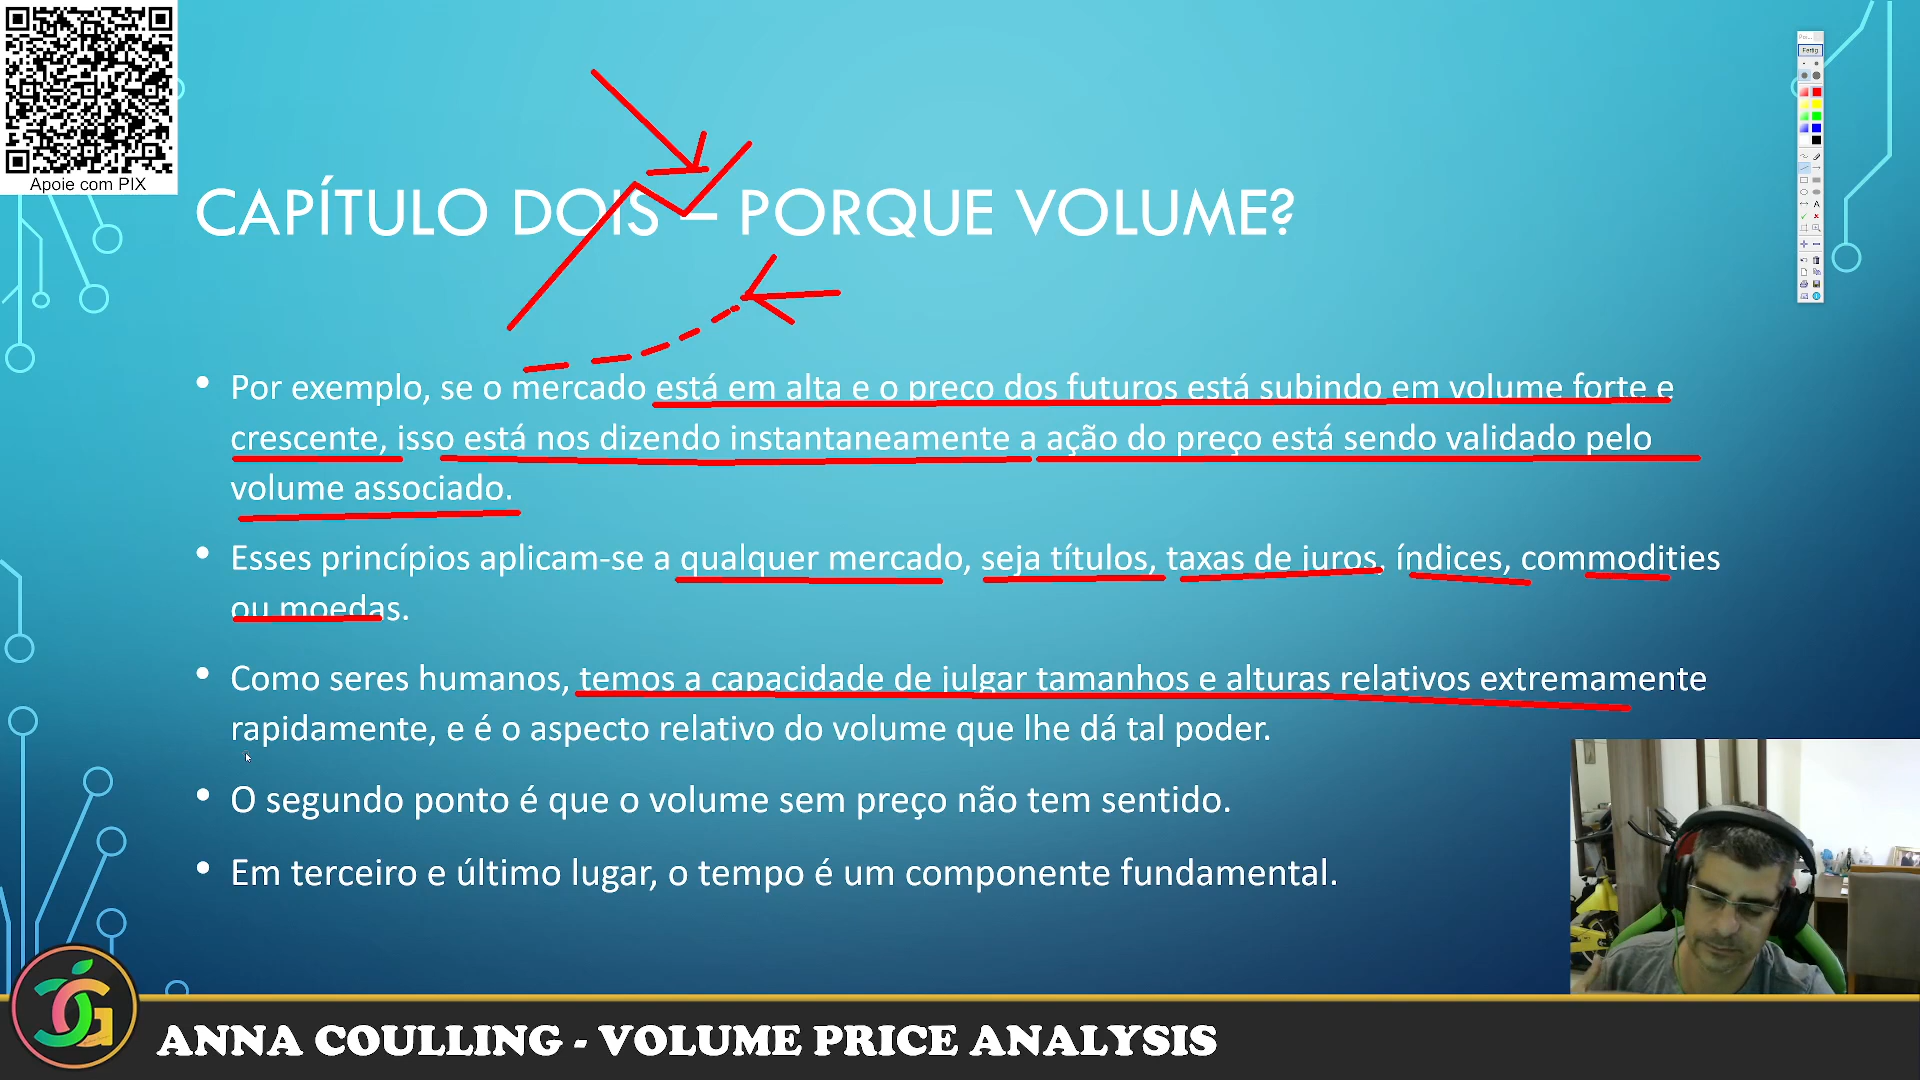 Apoie com PIX
CAPÍTULO DOIS – PORQUE VOLUME?
Fertig
• Por exemplo, se o mercado está em alta e o preço dos futuros está subindo em volume forte e
crescente, isso está nos dizendo instantaneamente a ação do preço está sendo validado pelo
volume associado.
• Esses princípios aplicam-se a qualquer mercado, seja títulos, taxas de juros, índices, commodities
ou moedas.
• Como seres humanos, temos a capacidade de julgar tamanhos e alturas relativos extremamente
rapidamente, e é o aspecto relativo do volume que lhe dá tal poder.
• O segundo ponto é que o volume sem preço não tem sentido.
• Em terceiro e último lugar, o tempo é um componente fundamental.
ANNA COULLING - VOLUME PRICE ANALYSIS